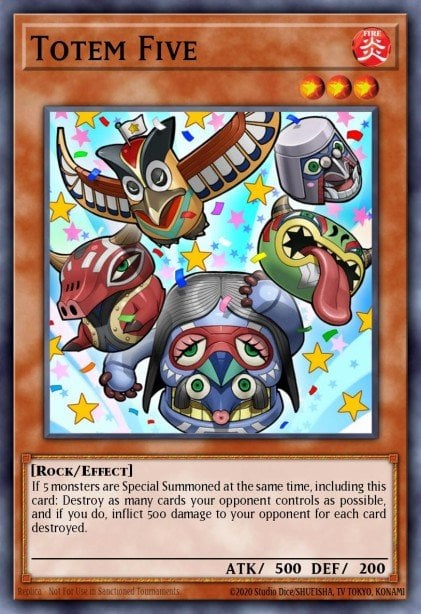 Totem Five
FIRE
炎
[Rock/Effect]
If 5 monsters are Special Summoned at the same time, including this
card: Destroy as many cards your opponent controls as possible,
and if you do, inflict 500 damage to your opponent for each card
destroyed.
ATK/ 500 DEF/ 200
Replica - Not For Use in Sanctioned Tournaments.
©2020 Studio Dice/SHUEISHA, TV TOKYO, KONAMI